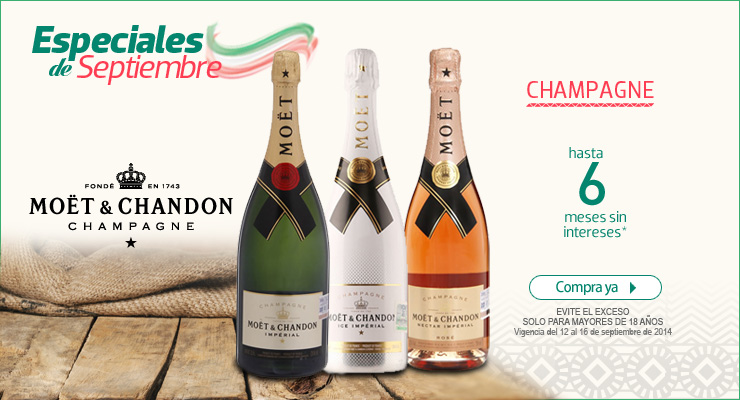 Especiales
de Septiembre
FONDÉ EN 1743
MOËT & CHANDON
CHAMPAGNE
MOËT
MOËT
MOËT
CHAMPAGNE
MOËT & CHANDON
IMPÉRIAL
CHAMPAGNE
MOËT & CHANDON
ICE IMPÉRIAL
CHAMPAGNE
MOËT & CHANDON
NECTAR IMPÉRIAL
ROSÉ
CHAMPAGNE
hasta
6
meses sin
intereses*
Compra ya
EVITE EL EXCESO
SOLO PARA MAYORES DE 18 AÑOS
Vigencia del 12 al 16 de septiembre de 2014